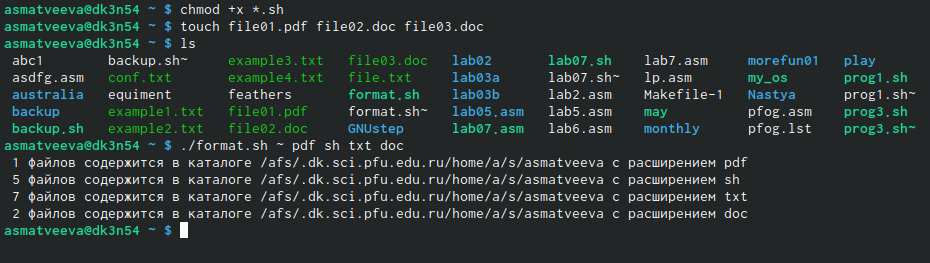 asmatveeva@dk3n54 ~ $ chmod +x *.sh
asmatveeva@dk3n54 ~ $ touch file01.pdf file02.doc file03.doc
asmatveeva@dk3n54 ~ $ ls
abc1 backup.sh~ example3.txt file03.doc lab02 lab07.sh lab7.asm morefun01 play
asdfg.asm conf.txt example4.txt file.txt lab03a lab07.sh~ lp.asm my_os prog1.sh
australia equiment feathers format.sh lab03b lab2.asm Makefile-1 Nastya prog1.sh~
backup example1.txt file01.pdf format.sh~ lab05.asm lab5.asm may pfog.asm prog3.sh
backup.sh example2.txt file02.doc GNUstep lab07.asm lab6.asm monthly pfog.lst prog3.sh~
asmatveeva@dk3n54 ~ $ ./format.sh ~ pdf sh txt doc
1 файлов содержится в каталоге /afs/.dk.sci.pfu.edu.ru/home/a/s/asmatveeva с расширением pdf
5 файлов содержится в каталоге /afs/.dk.sci.pfu.edu.ru/home/a/s/asmatveeva с расширением sh
7 файлов содержится в каталоге /afs/.dk.sci.pfu.edu.ru/home/a/s/asmatveeva с расширением txt
2 файлов содержится в каталоге /afs/.dk.sci.pfu.edu.ru/home/a/s/asmatveeva с расширением doc
asmatveeva@dk3n54 ~ $